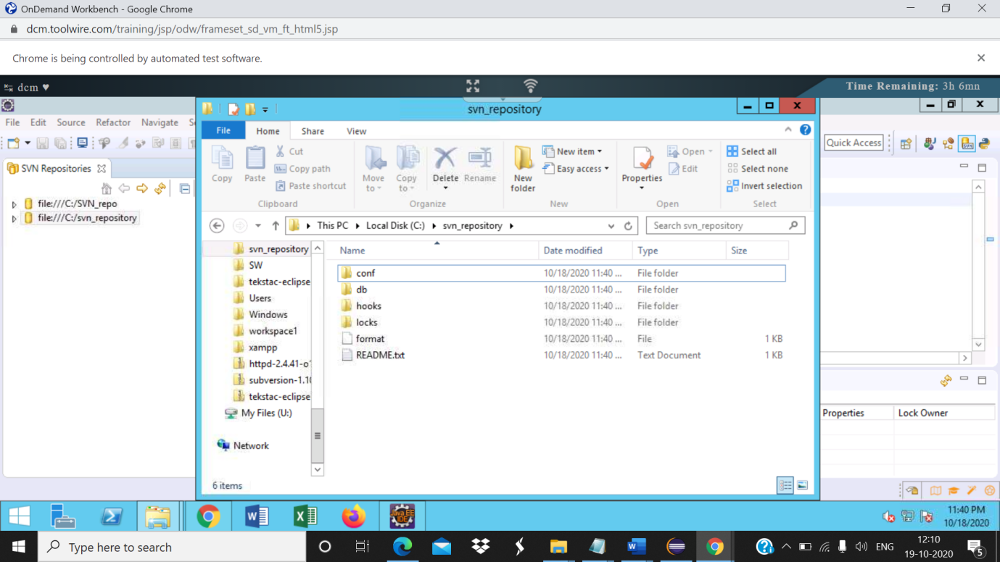 OnDemand Workbench - Google Chrome
dcm.toolwire.com/training/jsp/odw/frameset_sd_vm_ft_html5.jsp
Chrome is being controlled by automated test software.
dcm ♥
Time Remaining: 3h 6mn
svn_repository
File Edit Source Refactor Navigate S
File Home Share View
Quick Access
SVN Repositories
file:///C:/SVN_repo
file:///C:/svn_repository
Copy
Paste
Cut
Copy path
Paste shortcut
Clipboard
Move to
Copy to
Delete
Rename
Organize
New folder
New item
Easy access
New
Properties
Open
Edit
Open
Select all
Select none
Invert selection
Select
This PC Local Disk (C:) svn_repository
Search svn_repository
svn_repository
SW
tekstac-eclipse
Users
Windows
workspace1
xampp
httpd-2.4.41-o
subversion-1.10
tekstac-eclipse
My Files (U:)
Network
Name Date modified Type Size
conf 10/18/2020 11:40 ... File folder
db 10/18/2020 11:40 ... File folder
hooks 10/18/2020 11:40 ... File folder
locks 10/18/2020 11:40 ... File folder
format 10/18/2020 11:40 ... File 1 KB
README.txt 10/18/2020 11:40 ... Text Document 1 KB
6 items
Properties Lock Owner
Java EE
IDE
11:40 PM
10/18/2020
Type here to search
ENG
12:10
19-10-2020
5